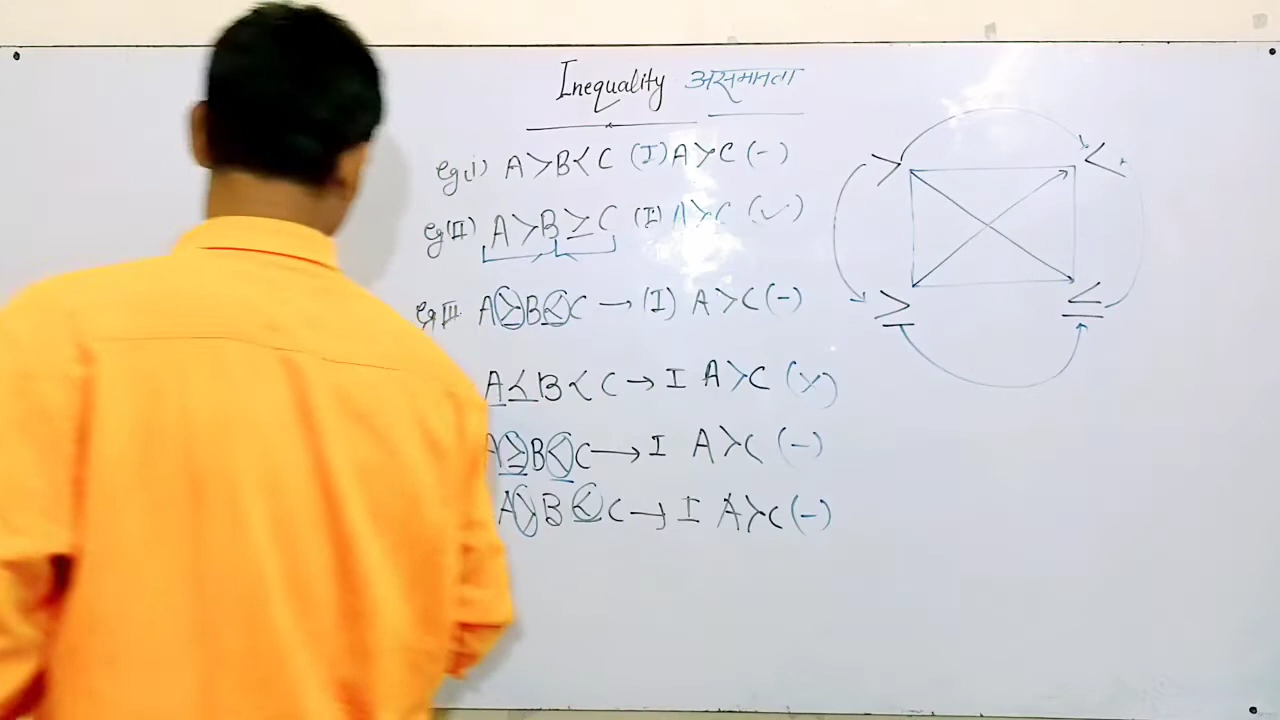 Inequality असमानता
eg(i) A>B<C (I) A>C (-)
eg(II) A>B≥C (I) A>C (✓)
eg III A≥B≤C → (I) A>C (-)
A≤B<C → I A>C (×)
A≥B<C → I A>C (-)
A>B≤C → I A>C (-)
> <
≥ ≤